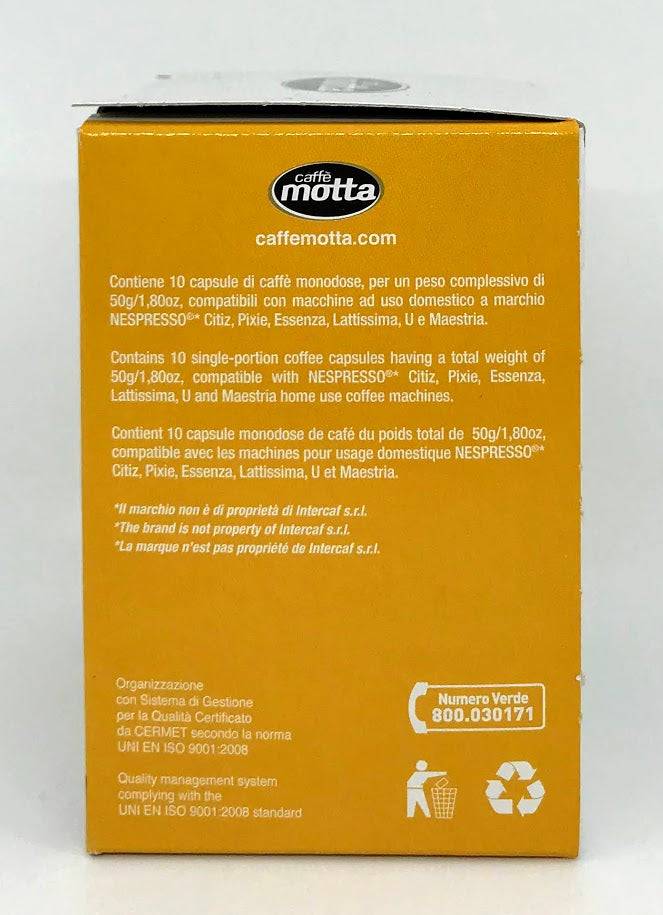 caffè
motta
caffemotta.com
Contiene 10 capsule di caffè monodose, per un peso complessivo di
50g/1,80oz, compatibili con macchine ad uso domestico a marchio
NESPRESSO®* Citiz, Pixie, Essenza, Lattissima, U e Maestria.
Contains 10 single-portion coffee capsules having a total weight of
50g/1,80oz, compatible with NESPRESSO®* Citiz, Pixie, Essenza,
Lattissima, U and Maestria home use coffee machines.
Contient 10 capsule monodose de café du poids total de 50g/1,80oz,
compatible avec les machines pour usage domestique NESPRESSO®*
Citiz, Pixie, Essenza, Lattissima, U et Maestria.
*Il marchio non è di proprietà di Intercaf s.r.l.
*The brand is not property of Intercaf s.r.l.
*La marque n'est pas propriété de Intercaf s.r.l.
Organizzazione
con Sistema di Gestione
per la Qualità Certificato
da CERMET secondo la norma
UNI EN ISO 9001:2008
Quality management system
complying with the
UNI EN ISO 9001:2008 standard
Numero Verde
800.030171